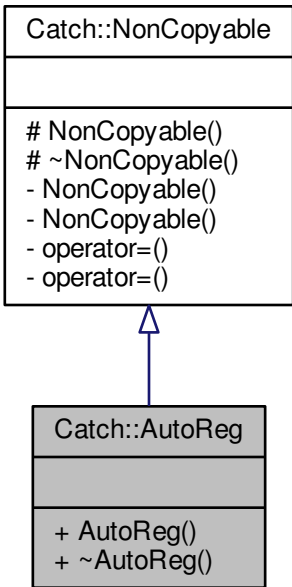 Catch::NonCopyable
# NonCopyable()
# ~NonCopyable()
- NonCopyable()
- NonCopyable()
- operator=()
- operator=()
Catch::AutoReg
+ AutoReg()
+ ~AutoReg()